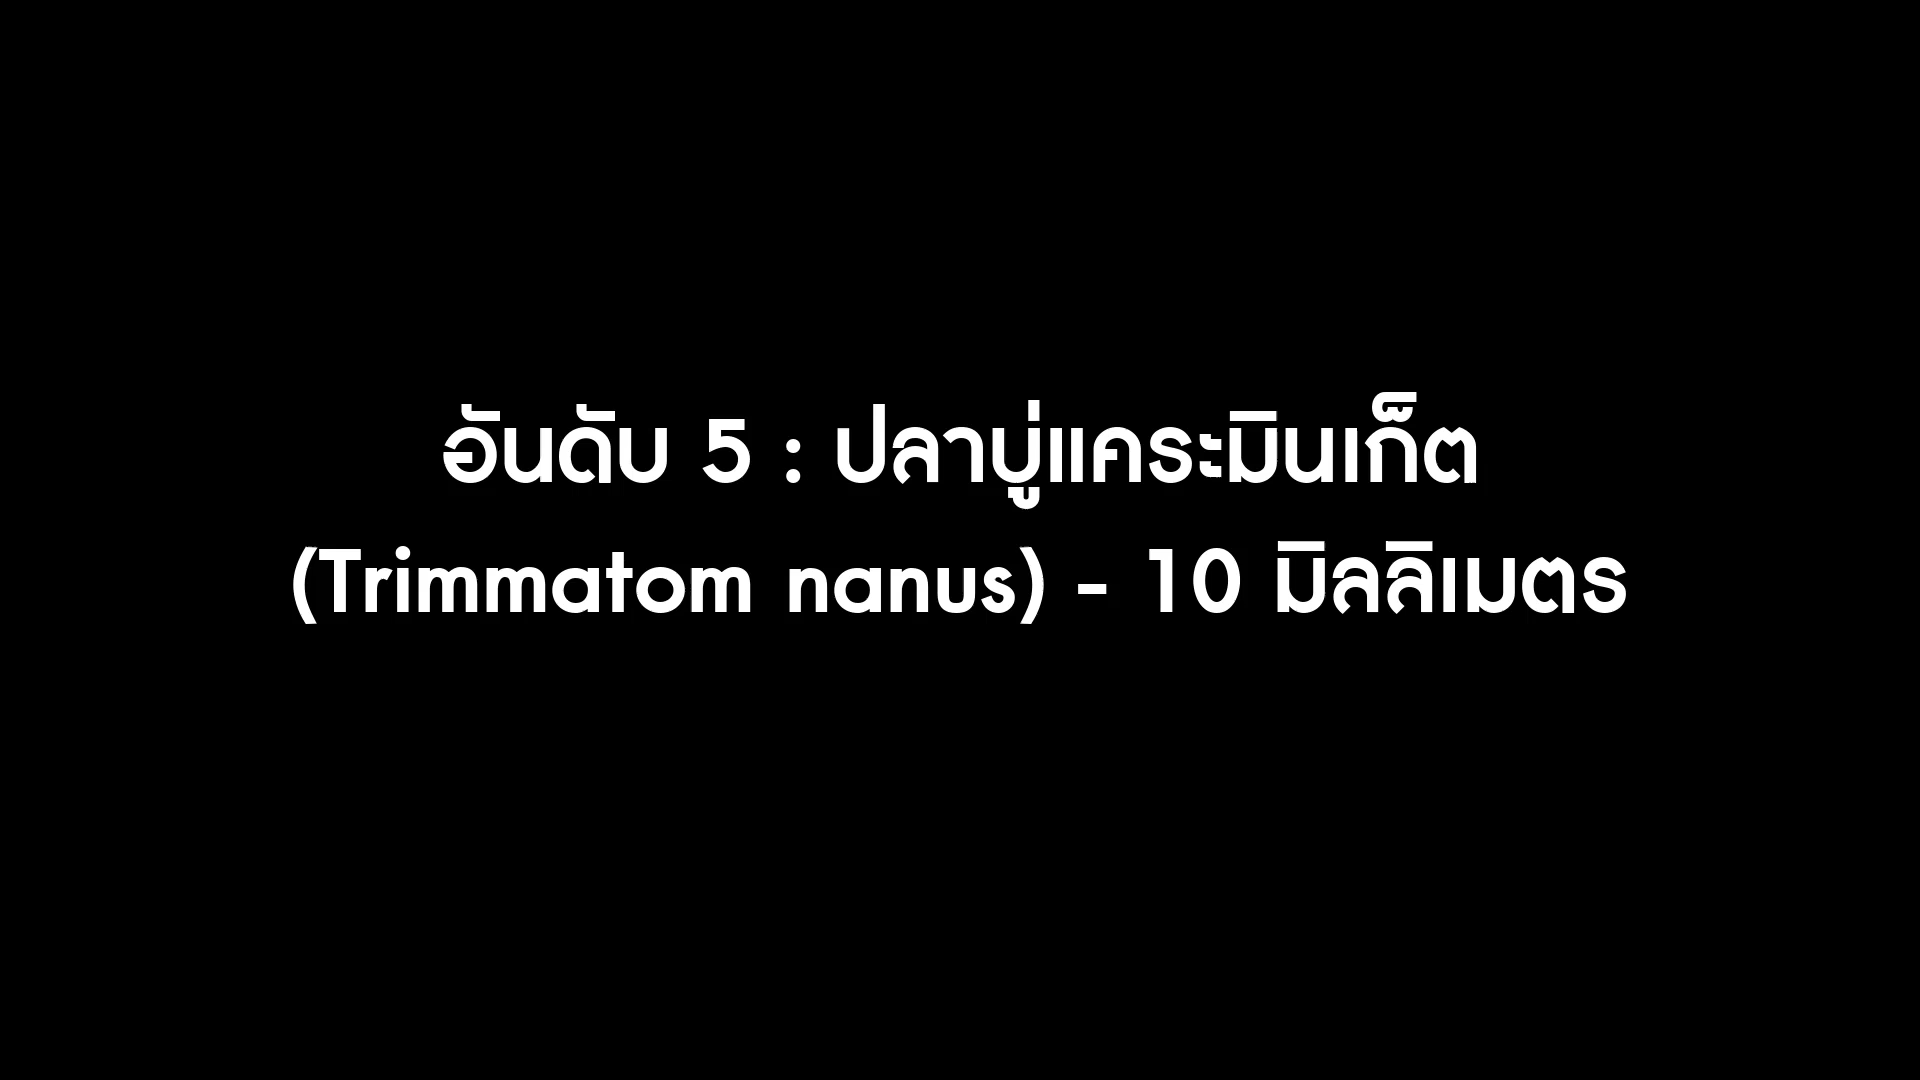 อันดับ 5 : ปลาบู่แคระมินเก็ต
(Trimmatom nanus) - 10 มิลลิเมตร